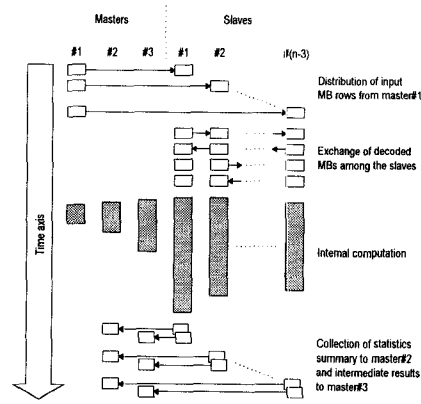 Masters Slaves
#1 #2 #3 #1 #2 #(n-3)
Distribution of input
MB rows from master#1
Exchange of decoded
MBs among the slaves
Time axis
Internal computation
Collection of statistics
summary to master#2
and intermediate results
to master#3